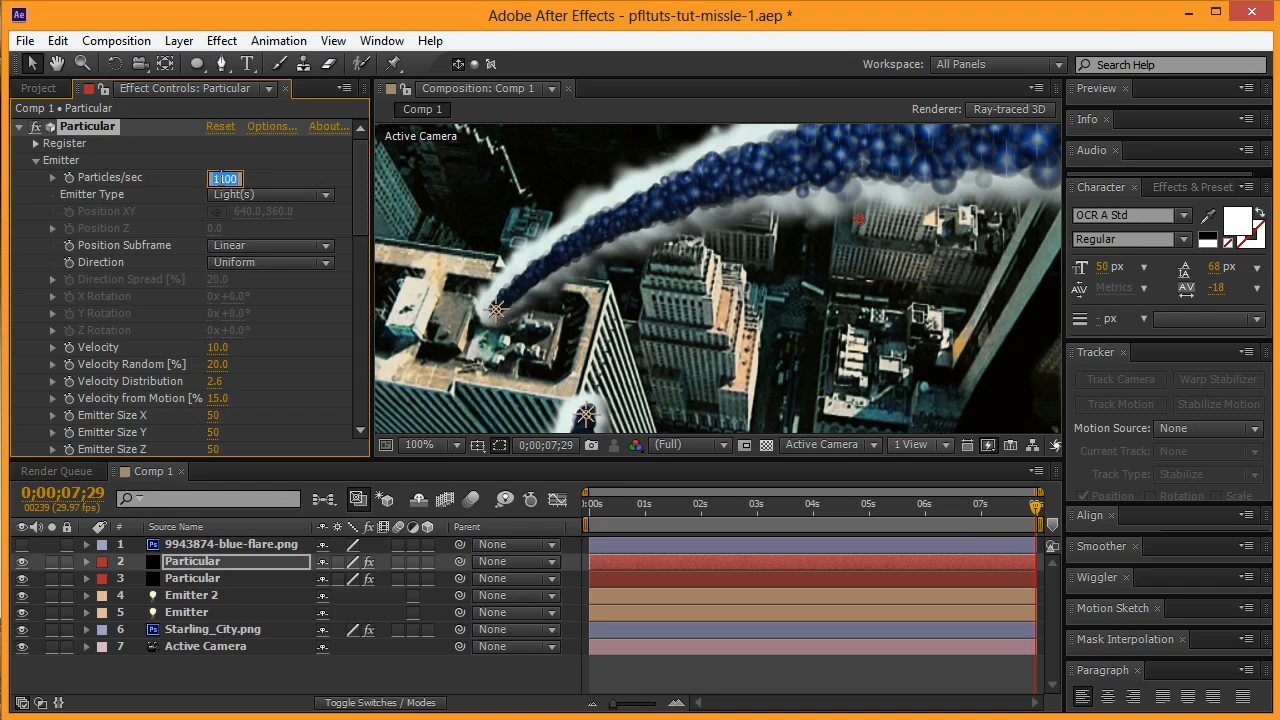 Ae
Adobe After Effects - pfltuts-tut-missle-1.aep *
File Edit Composition Layer Effect Animation View Window Help
Workspace: All Panels Search Help
Project Effect Controls: Particular
Comp 1 • Particular
fx Particular Reset Options... About...
Register
Emitter
Particles/sec
Emitter Type Light(s)
Position XY 640.0,360.0
Position Z 0.0
Position Subframe Linear
Direction Uniform
Direction Spread [%] 20.0
X Rotation 0x+0.0°
Y Rotation 0x+0.0°
Z Rotation 0x+0.0°
Velocity 10.0
Velocity Random [%] 20.0
Velocity Distribution 2.6
Velocity from Motion [% 15.0
Emitter Size X 50
Emitter Size Y 50
Emitter Size Z 50
Composition: Comp 1
Comp 1
Renderer: Ray-traced 3D
Active Camera
100% 0;00;07;29 (Full) Active Camera 1 View
Preview
Info
Audio
Character Effects & Preset
OCR A Std
Regular
50 px 68 px
Metrics -18
- px
Tracker
Track Camera Warp Stabilizer
Track Motion Stabilize Motion
Motion Source: None
Current Track: None
Track Type: Stabilize
Position Rotation Scale
Align
Smoother
Wiggler
Motion Sketch
Mask Interpolation
Paragraph
Render Queue Comp 1
0;00;07;29
00239 (29.97 fps)
:00s 01s 02s 03s 04s 05s 06s 07s
# Source Name fx Parent
1 9943874-blue-flare.png None
2 Particular fx None
3 Particular fx None
4 Emitter 2 None
5 Emitter None
6 Starling_City.png fx None
7 Active Camera None
Toggle Switches / Modes